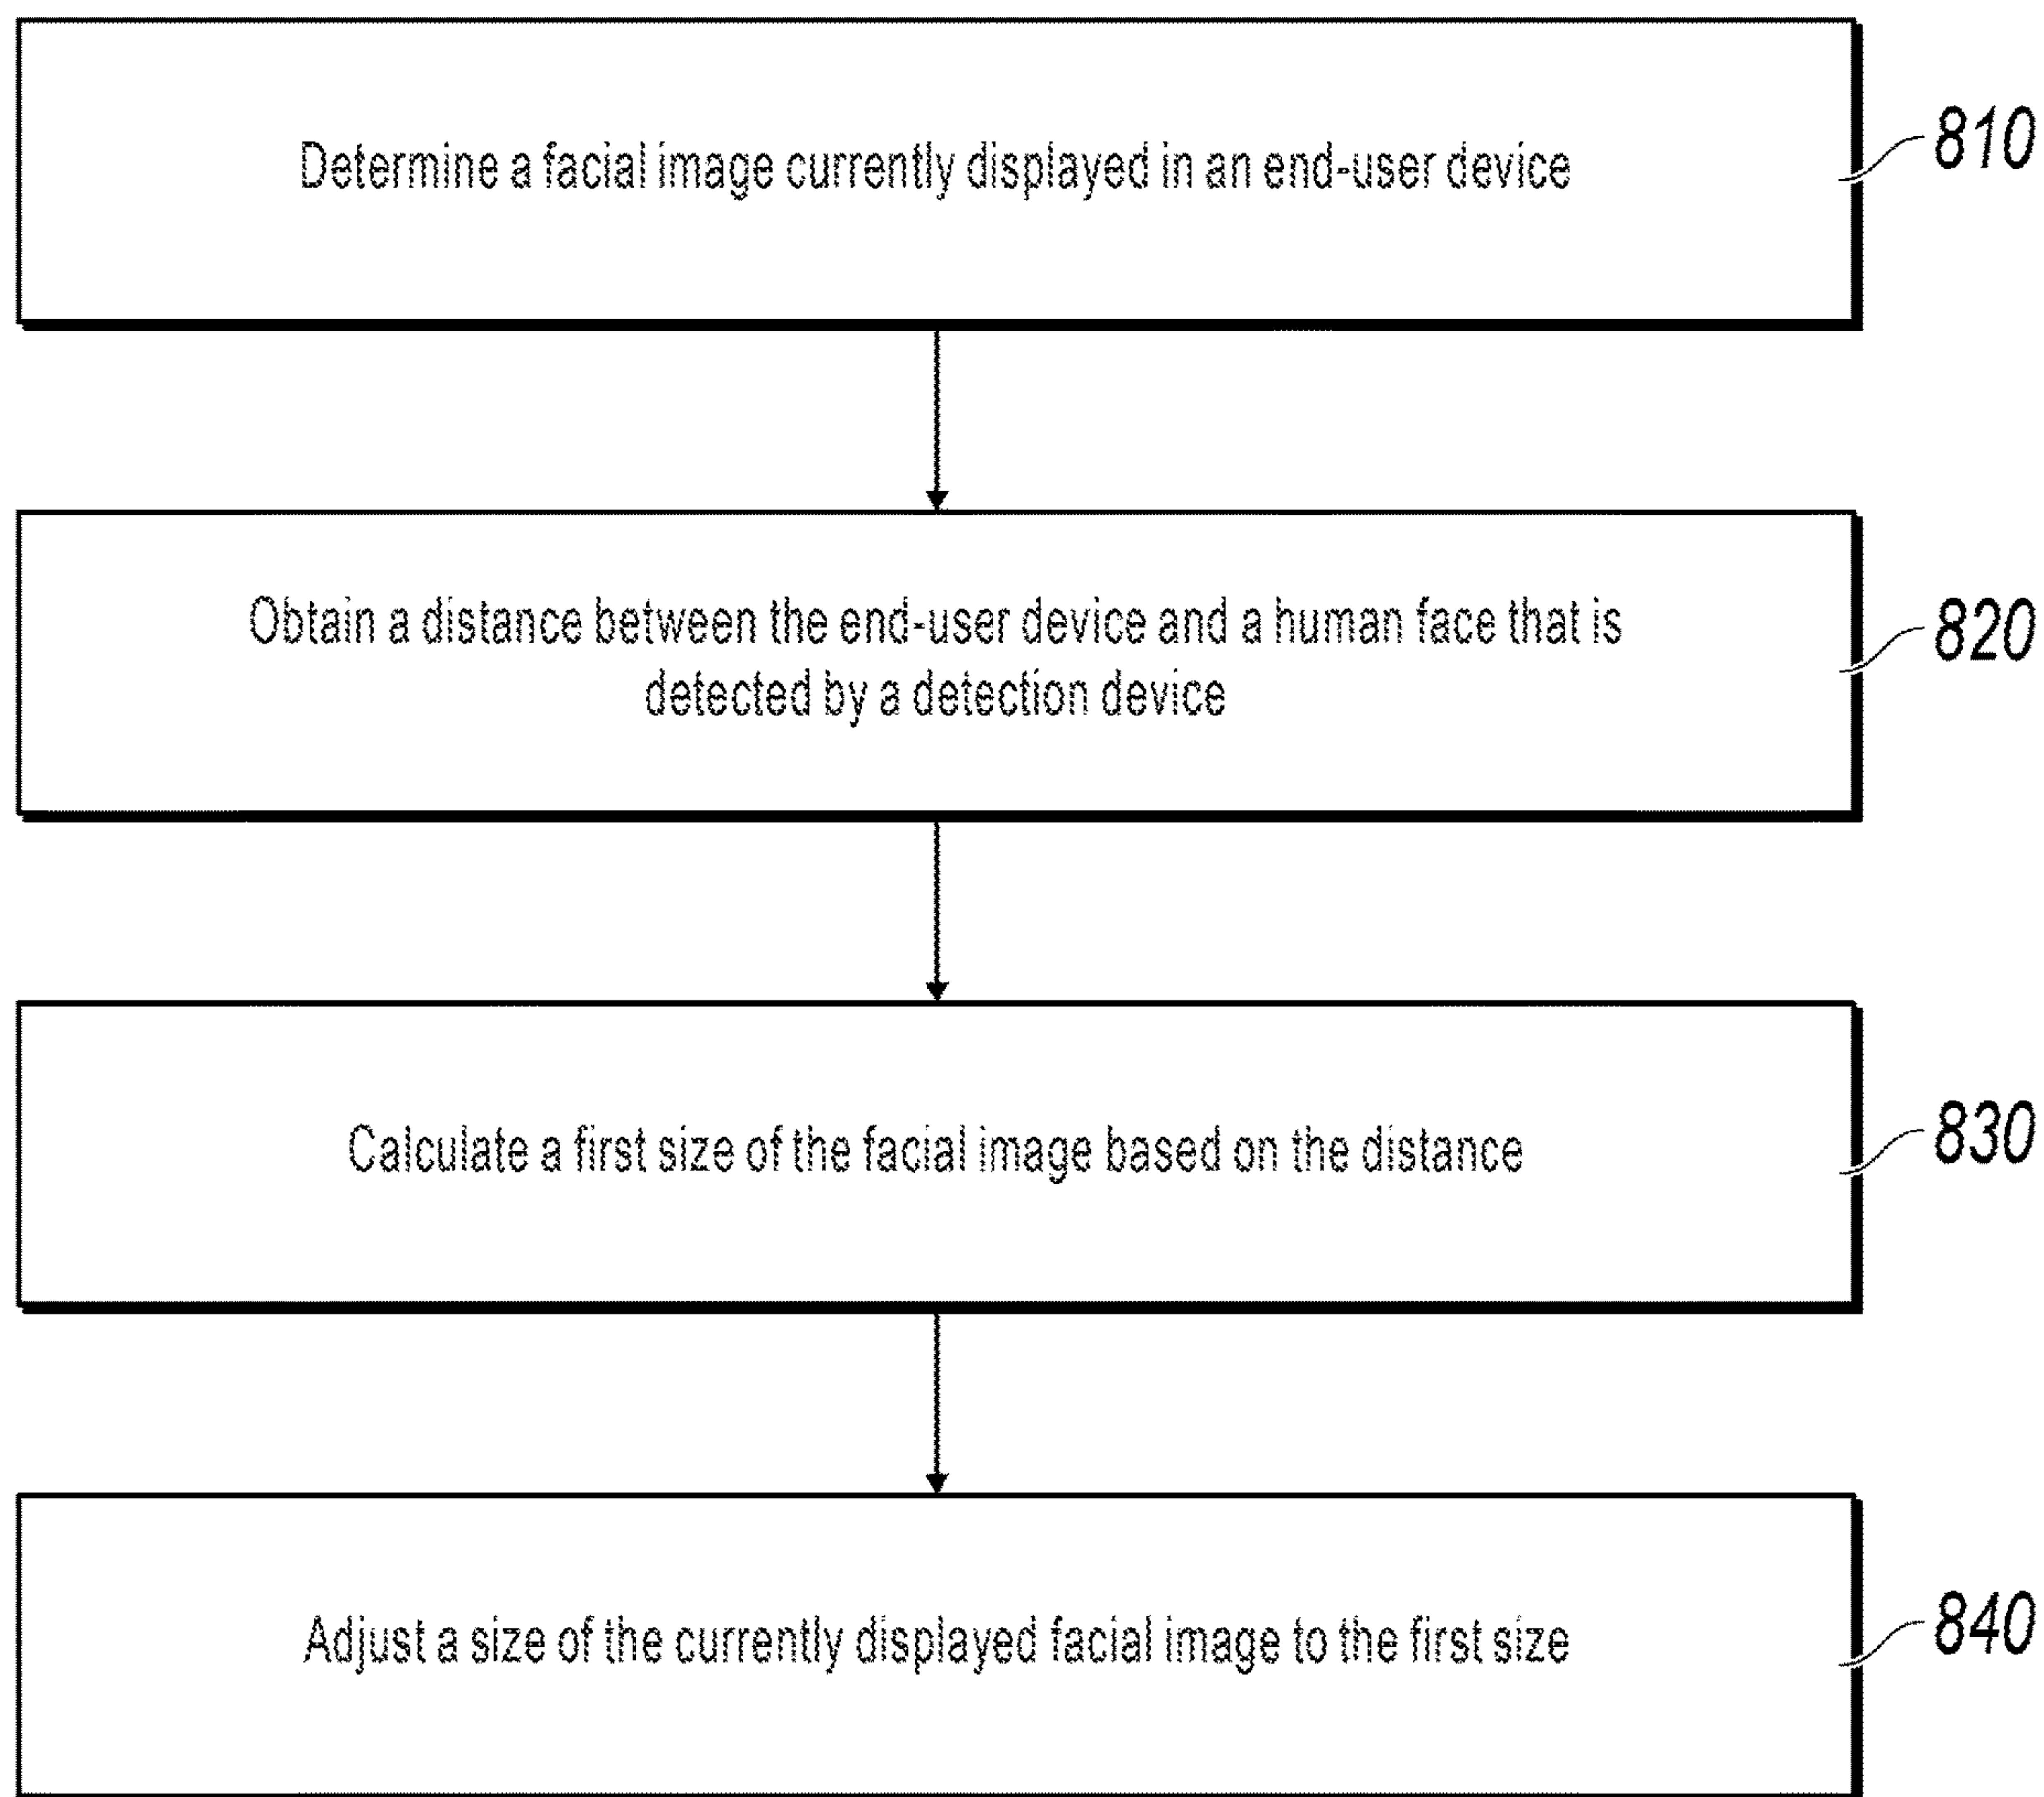 Determine a facial image currently displayed in an end-user device
810
Obtain a distance between the end-user device and a human face that is
detected by a detection device
820
Calculate a first size of the facial image based on the distance
830
Adjust a size of the currently displayed facial image to the first size
840